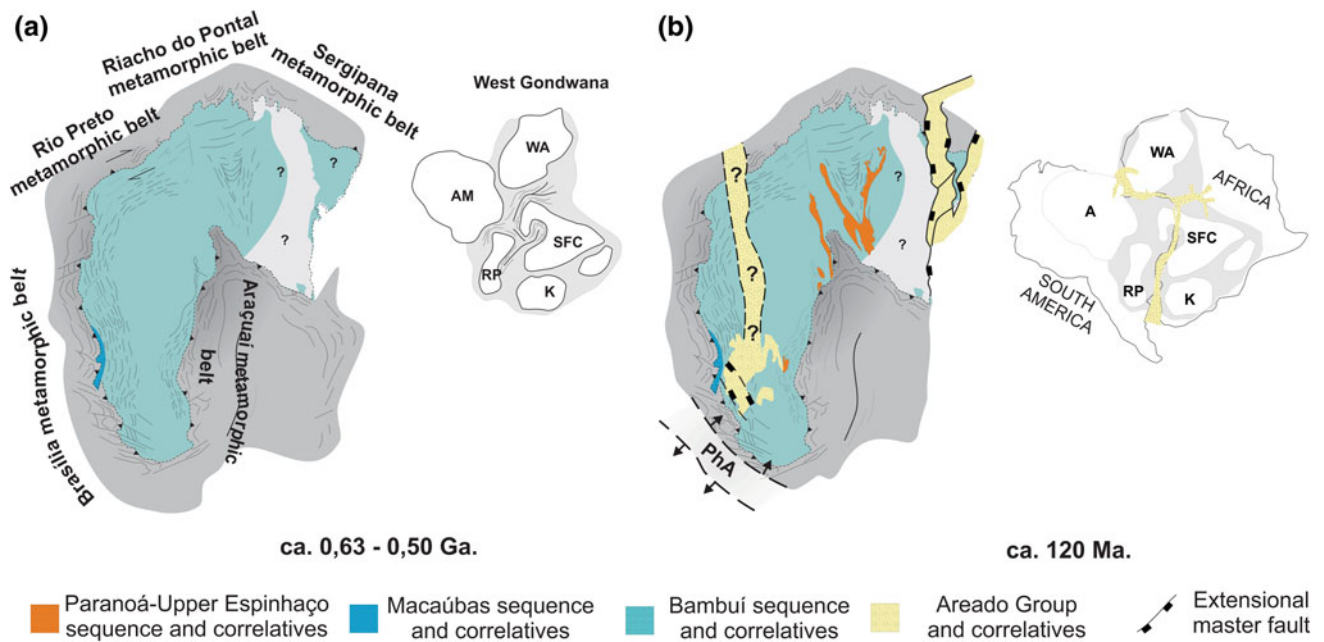 (a)
Riacho do Pontal
metamorphic belt
Sergipana
metamorphic belt
Rio Preto
metamorphic belt
Brasília metamorphic belt
Araçuaí metamorphic
belt
?
?
?
West Gondwana
WA
AM
SFC
RP
K
ca. 0,63 - 0,50 Ga.
(b)
?
?
?
?
?
PhA
WA
AFRICA
A
SFC
RP
K
SOUTH
AMERICA
ca. 120 Ma.
Paranoá-Upper Espinhaço
sequence and correlatives
Macaúbas sequence
and correlatives
Bambuí sequence
and correlatives
Areado Group
and correlatives
Extensional
master fault